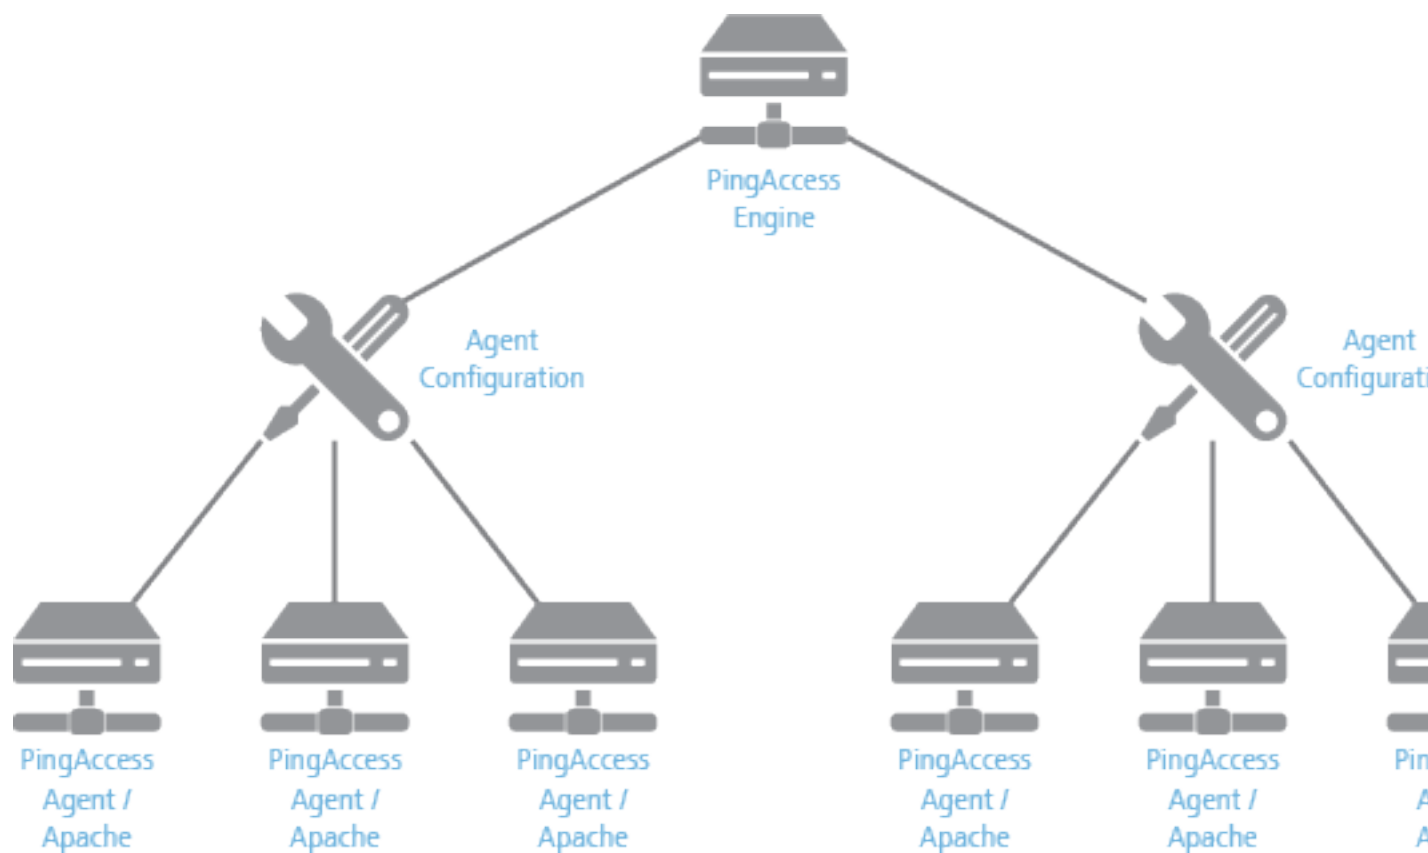 PingAccess
Engine
Agent
Configuration
Agent
PingAccess
Agent /
Apache
PingAccess
Agent /
Apache
PingAccess
Agent /
Apache
PingAccess
Agent /
Apache
PingAccess
Agent /
Apache